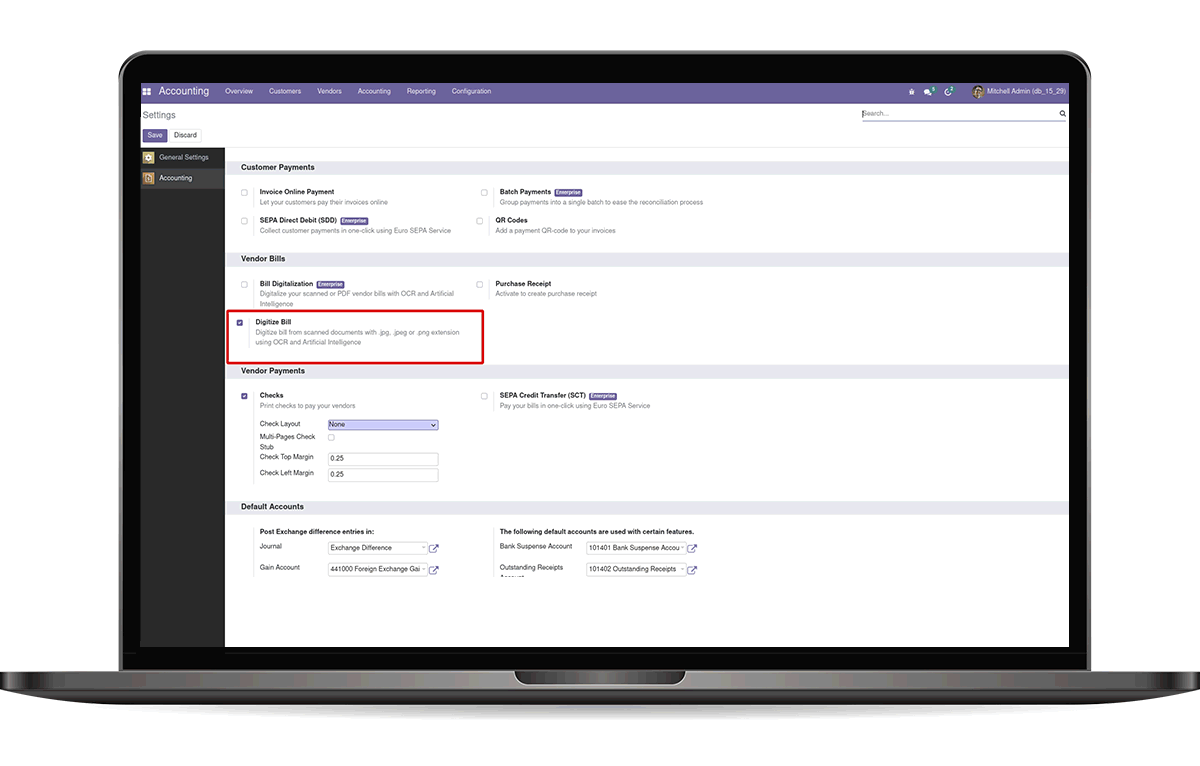 Accounting Overview Customers Vendors Accounting Reporting Configuration Mitchell Admin (db_15_29)
Settings
Search...
Save Discard
General Settings
Accounting
Customer Payments
Invoice Online Payment
Let your customers pay their invoices online
Batch Payments Enterprise
Group payments into a single batch to ease the reconciliation process
SEPA Direct Debit (SDD) Enterprise
Collect customer payments in one-click using Euro SEPA Service
QR Codes
Add a payment QR-code to your invoices
Vendor Bills
Bill Digitalization Enterprise
Digitalize your scanned or PDF vendor bills with OCR and Artificial
Intelligence
Purchase Receipt
Activate to create purchase receipt
Digitize Bill
Digitize bill from scanned documents with .jpg, .jpeg or .png extension
using OCR and Artificial Intelligence
Vendor Payments
Checks
Print checks to pay your vendors
SEPA Credit Transfer (SCT) Enterprise
Pay your bills in one-click using Euro SEPA Service
Check Layout None
Multi-Pages Check
Stub
Check Top Margin 0.25
Check Left Margin 0.25
Default Accounts
Post Exchange difference entries in:
Journal Exchange Difference
Gain Account 441000 Foreign Exchange Gai
The following default accounts are used with certain features.
Bank Suspense Account 101401 Bank Suspense Accou
Outstanding Receipts 101402 Outstanding Receipts